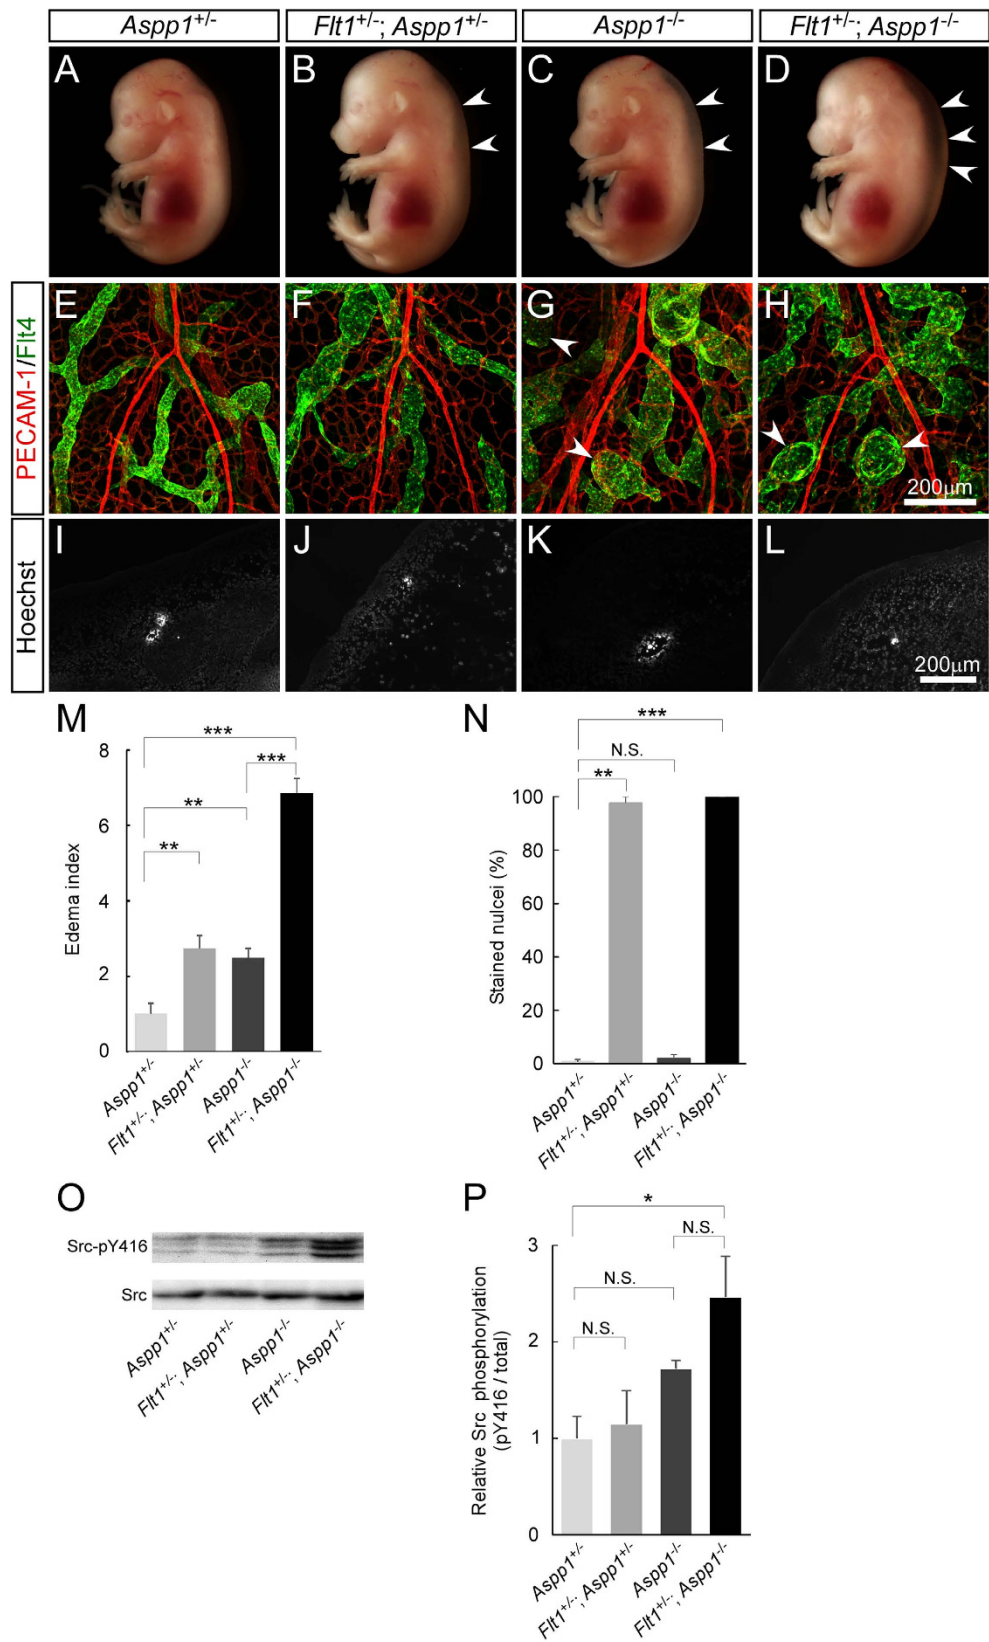 Aspp1+/-
Flt1+/-; Aspp1+/-
Aspp1-/-
Flt1+/-; Aspp1-/-
A
B
C
D
PECAM-1/Flt4
E
F
G
H
200μm
Hoechst
I
J
K
L
200μm
M
***
***
**
**
8
6
4
2
0
Edema index
Aspp1+/-
Flt1+/-; Aspp1+/-
Aspp1-/-
Flt1+/-; Aspp1-/-
N
***
N.S.
**
100
80
60
40
20
0
Stained nulcei (%)
Aspp1+/-
Flt1+/-; Aspp1+/-
Aspp1-/-
Flt1+/-; Aspp1-/-
O
Src-pY416
Src
Aspp1+/-
Flt1+/-; Aspp1+/-
Aspp1-/-
Flt1+/-; Aspp1-/-
P
*
N.S.
N.S.
N.S.
3
2
1
0
Relative Src phosphorylation
(pY416 / total)
Aspp1+/-
Flt1+/-; Aspp1+/-
Aspp1-/-
Flt1+/-; Aspp1-/-